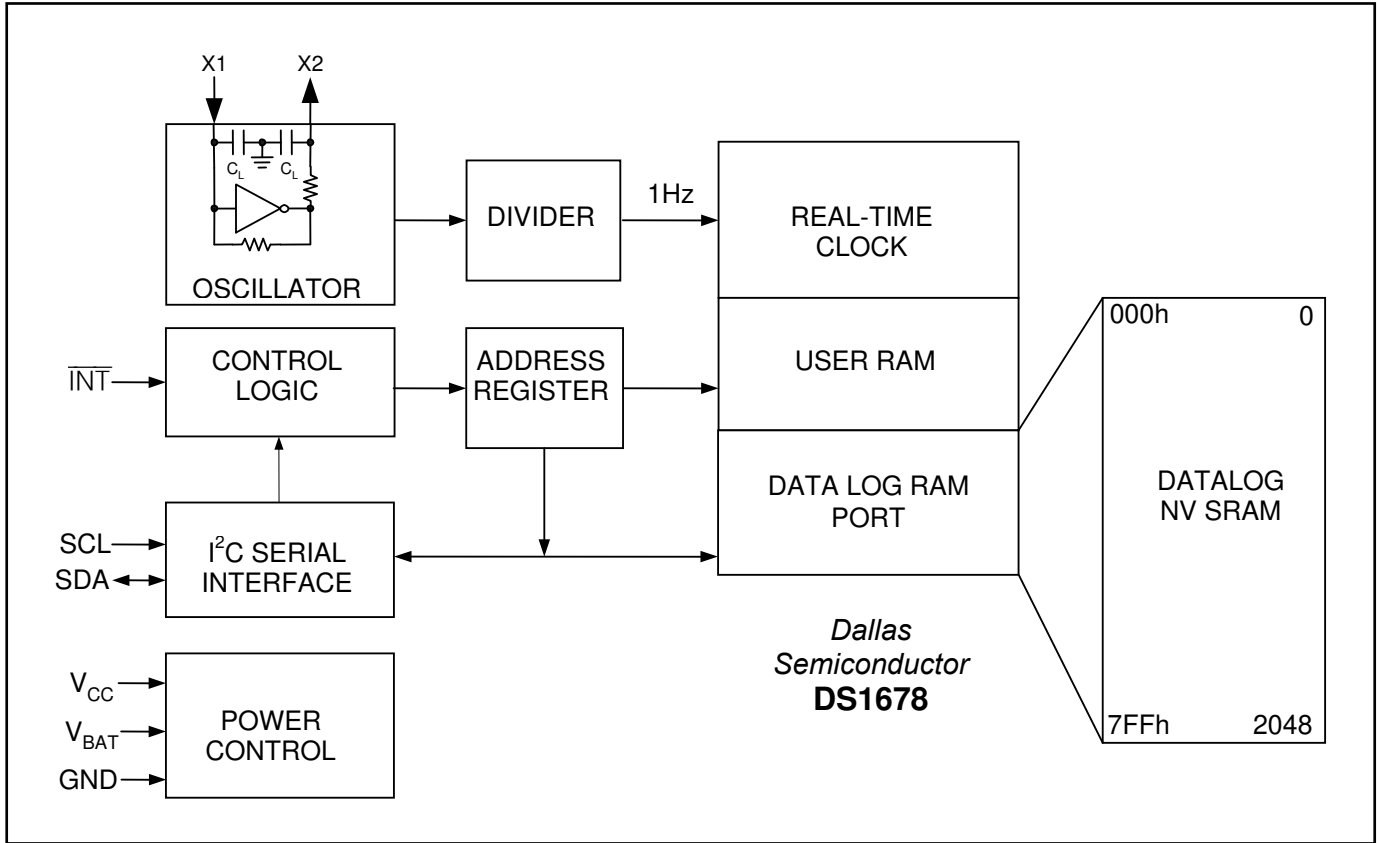 X1
X2
C_L
C_L
OSCILLATOR
DIVIDER
1Hz
REAL-TIME
CLOCK
INT
CONTROL
LOGIC
ADDRESS
REGISTER
USER RAM
000h
0
SCL
SDA
I²C SERIAL
INTERFACE
DATA LOG RAM
PORT
DATALOG
NV SRAM
Dallas
Semiconductor
DS1678
7FFh
2048
V_CC
V_BAT
GND
POWER
CONTROL